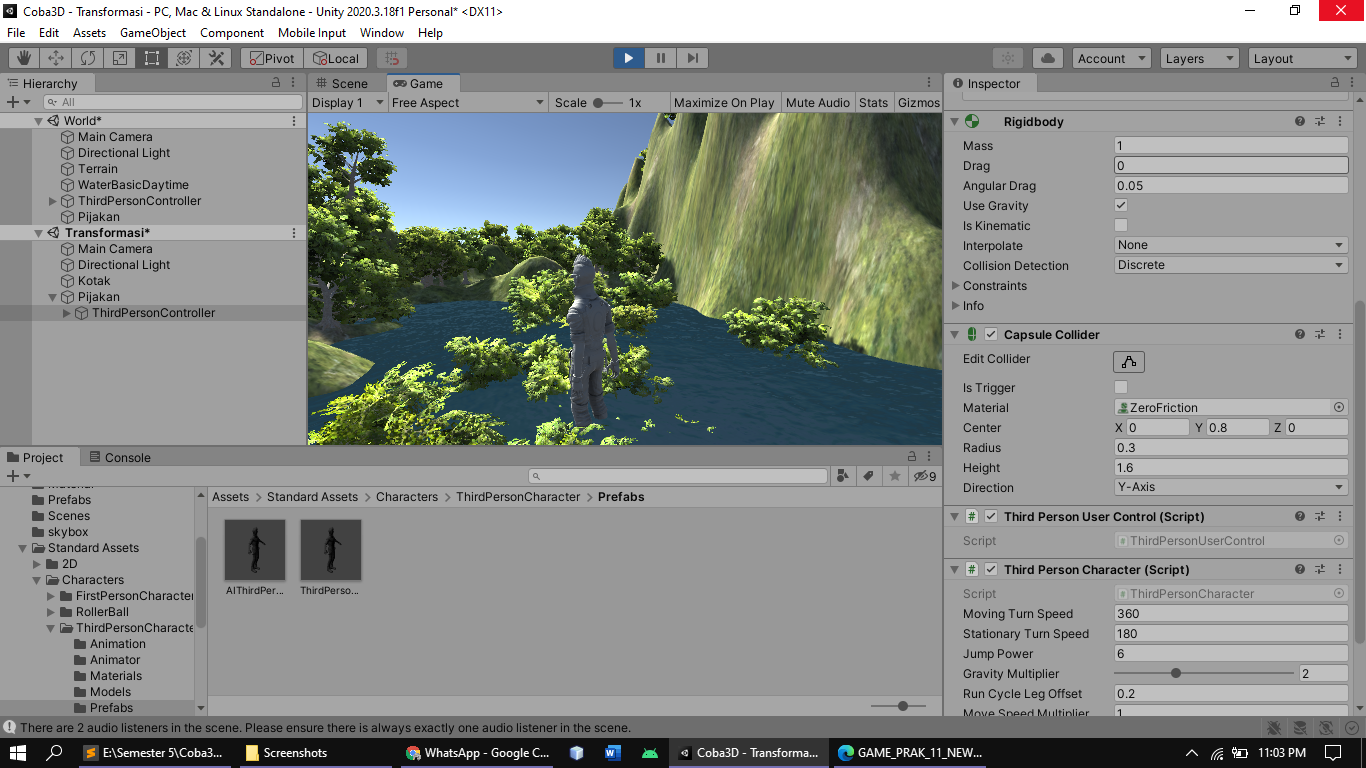 Coba3D - Transformasi - PC, Mac & Linux Standalone - Unity 2020.3.18f1 Personal* <DX11>
File Edit Assets GameObject Component Mobile Input Window Help
Pivot Local Account Layers Layout
Hierarchy
All
World*
Main Camera
Directional Light
Terrain
WaterBasicDaytime
ThirdPersonController
Pijakan
Transformasi*
Main Camera
Directional Light
Kotak
Pijakan
ThirdPersonController
Scene Game
Display 1 Free Aspect Scale 1x Maximize On Play Mute Audio Stats Gizmos
Inspector
Rigidbody
Mass 1
Drag 0
Angular Drag 0.05
Use Gravity
Is Kinematic
Interpolate None
Collision Detection Discrete
Constraints
Info
Capsule Collider
Edit Collider
Is Trigger
Material ZeroFriction
Center X 0 Y 0.8 Z 0
Radius 0.3
Height 1.6
Direction Y-Axis
Third Person User Control (Script)
Script ThirdPersonUserControl
Third Person Character (Script)
Script ThirdPersonCharacter
Moving Turn Speed 360
Stationary Turn Speed 180
Jump Power 6
Gravity Multiplier 2
Run Cycle Leg Offset 0.2
Move Speed Multiplier 1
Project Console
9
Prefabs
Scenes
skybox
Standard Assets
2D
Characters
FirstPersonCharacter
RollerBall
ThirdPersonCharacte
Animation
Animator
Materials
Models
Prefabs
Assets > Standard Assets > Characters > ThirdPersonCharacter > Prefabs
AIThirdPer... ThirdPerso...
There are 2 audio listeners in the scene. Please ensure there is always exactly one audio listener in the scene.
E:\Semester 5\Coba3... Screenshots WhatsApp - Google C... Coba3D - Transforma... GAME_PRAK_11_NEW... 11:03 PM